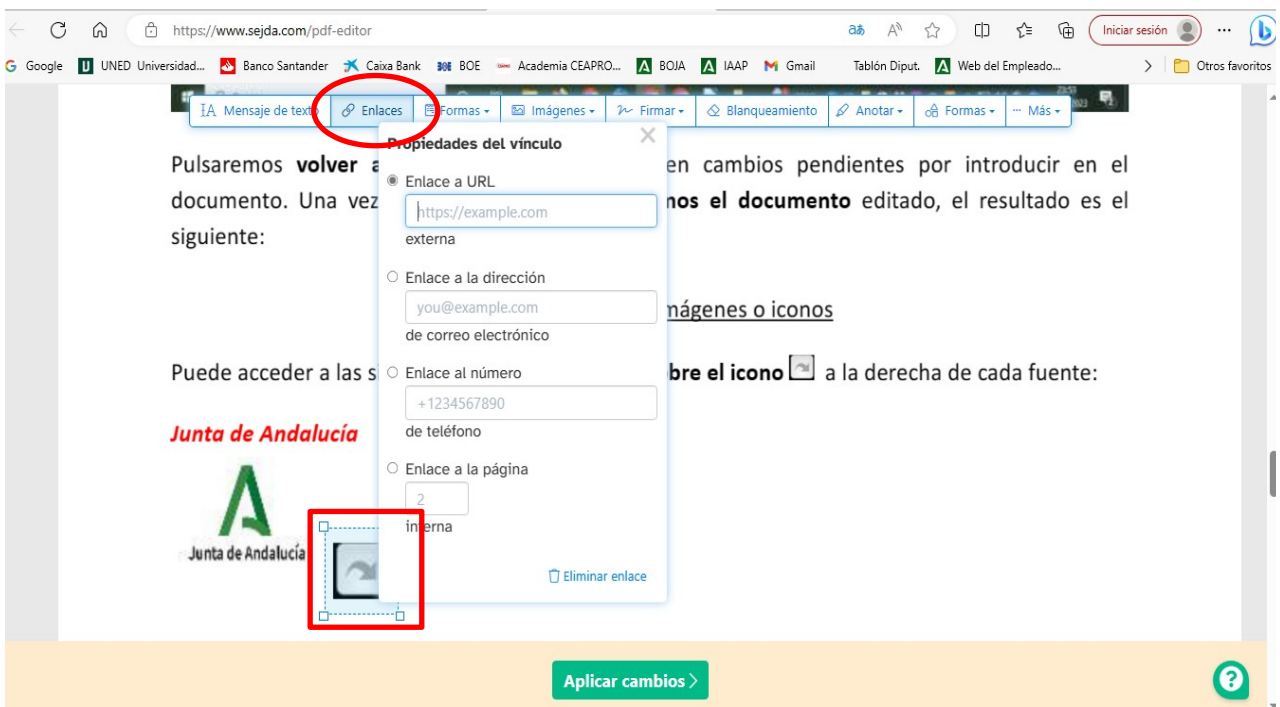 https://www.sejda.com/pdf-editor
Iniciar sesión
Google UNED Universidad... Banco Santander Caixa Bank BOE Academia CEAPRO... BOJA IAAP Gmail Tablón Diput. Web del Empleado... Otros favoritos
Mensaje de texto Enlaces Formas Imágenes Firmar Blanqueamiento Anotar Formas Más
Propiedades del vínculo
Enlace a URL
https://example.com
externa
Enlace a la dirección
you@example.com
de correo electrónico
Enlace al número
+1234567890
de teléfono
Enlace a la página
2
interna
Eliminar enlace
Pulsaremos volver a en cambios pendientes por introducir en el
documento. Una vez el documento editado, el resultado es el
siguiente:
o iconos
Puede acceder a las el icono a la derecha de cada fuente:
Junta de Andalucía
Junta de Andalucía
Aplicar cambios